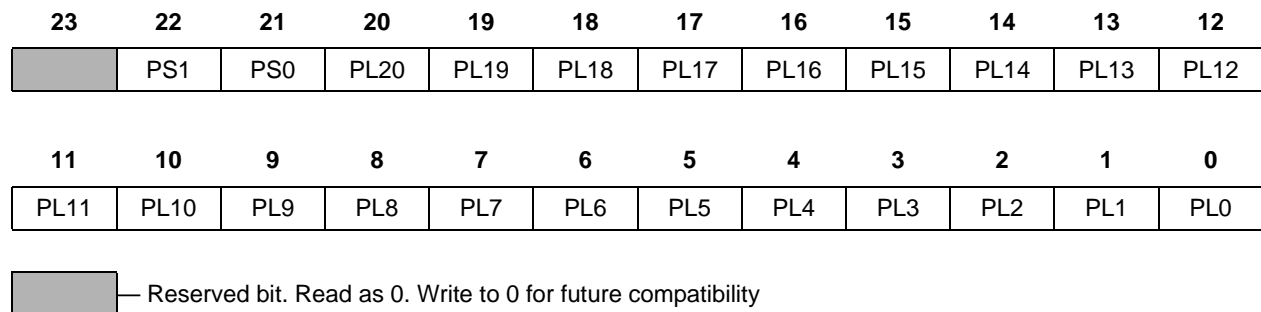 23 22 21 20 19 18 17 16 15 14 13 12
PS1 PS0 PL20 PL19 PL18 PL17 PL16 PL15 PL14 PL13 PL12
11 10 9 8 7 6 5 4 3 2 1 0
PL11 PL10 PL9 PL8 PL7 PL6 PL5 PL4 PL3 PL2 PL1 PL0
— Reserved bit. Read as 0. Write to 0 for future compatibility